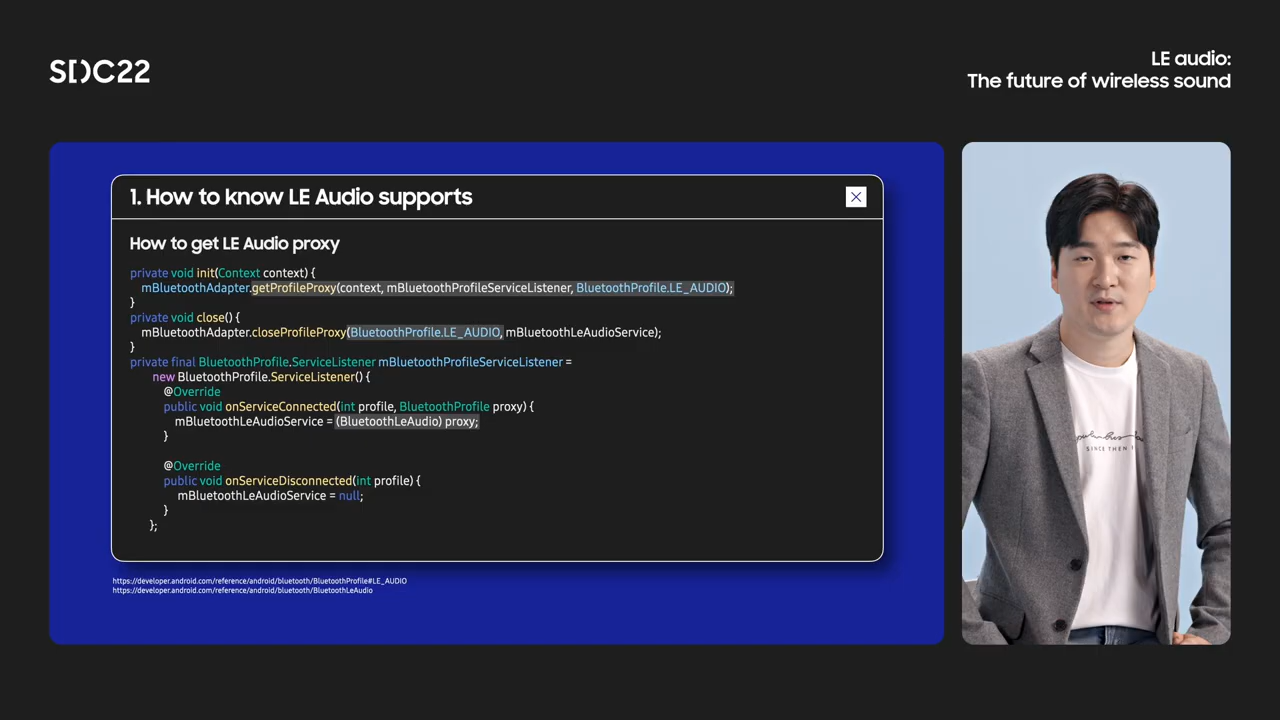 SDC22
LE audio:
The future of wireless sound
1. How to know LE Audio supports
How to get LE Audio proxy
private void init(Context context) {
mBluetoothAdapter.getProfileProxy(context, mBluetoothProfileServiceListener, BluetoothProfile.LE_AUDIO);
}
private void close() {
mBluetoothAdapter.closeProfileProxy(BluetoothProfile.LE_AUDIO, mBluetoothLeAudioService);
}
private final BluetoothProfile.ServiceListener mBluetoothProfileServiceListener =
new BluetoothProfile.ServiceListener() {
@Override
public void onServiceConnected(int profile, BluetoothProfile proxy) {
mBluetoothLeAudioService = (BluetoothLeAudio) proxy;
}
@Override
public void onServiceDisconnected(int profile) {
mBluetoothLeAudioService = null;
}
};
https://developer.android.com/reference/android/bluetooth/BluetoothProfile#LE_AUDIO
https://developer.android.com/reference/android/bluetooth/BluetoothLeAudio
SINCE THEN